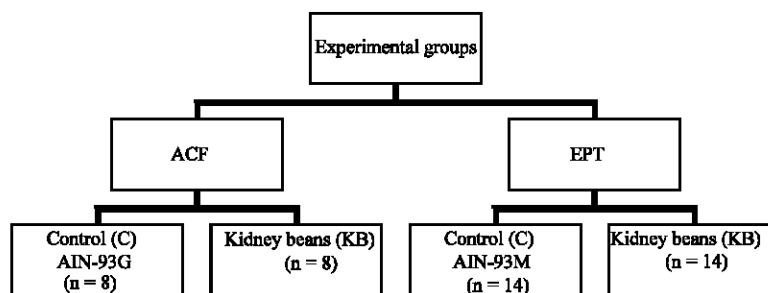 Experimental groups
ACF
EPT
Control (C)
AIN-93G
(n = 8)
Kidney beans (KB)
(n = 8)
Control (C)
AIN-93M
(n = 14)
Kidney beans (KB)
(n = 14)